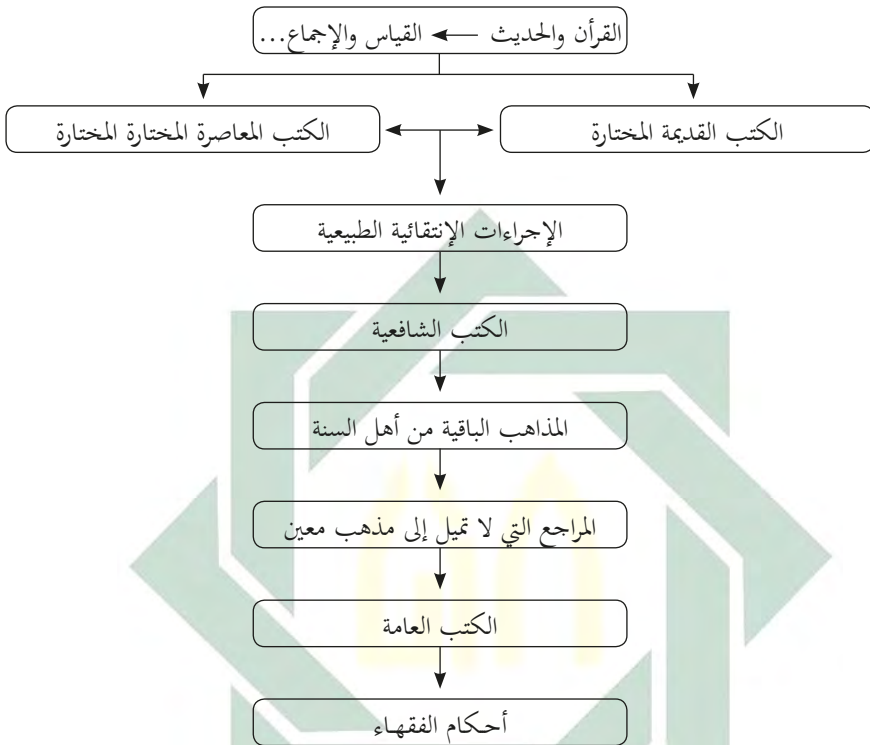 القرأن والحديث ← القياس والإجماع...
الكتب القديمة المختارة
الكتب المعاصرة المختارة المختارة
الإجراءات الإنتقائية الطبيعية
الكتب الشافعية
المذاهب الباقية من أهل السنة
المراجع التي لا تميل إلى مذهب معين
الكتب العامة
أحكام الفقهاء